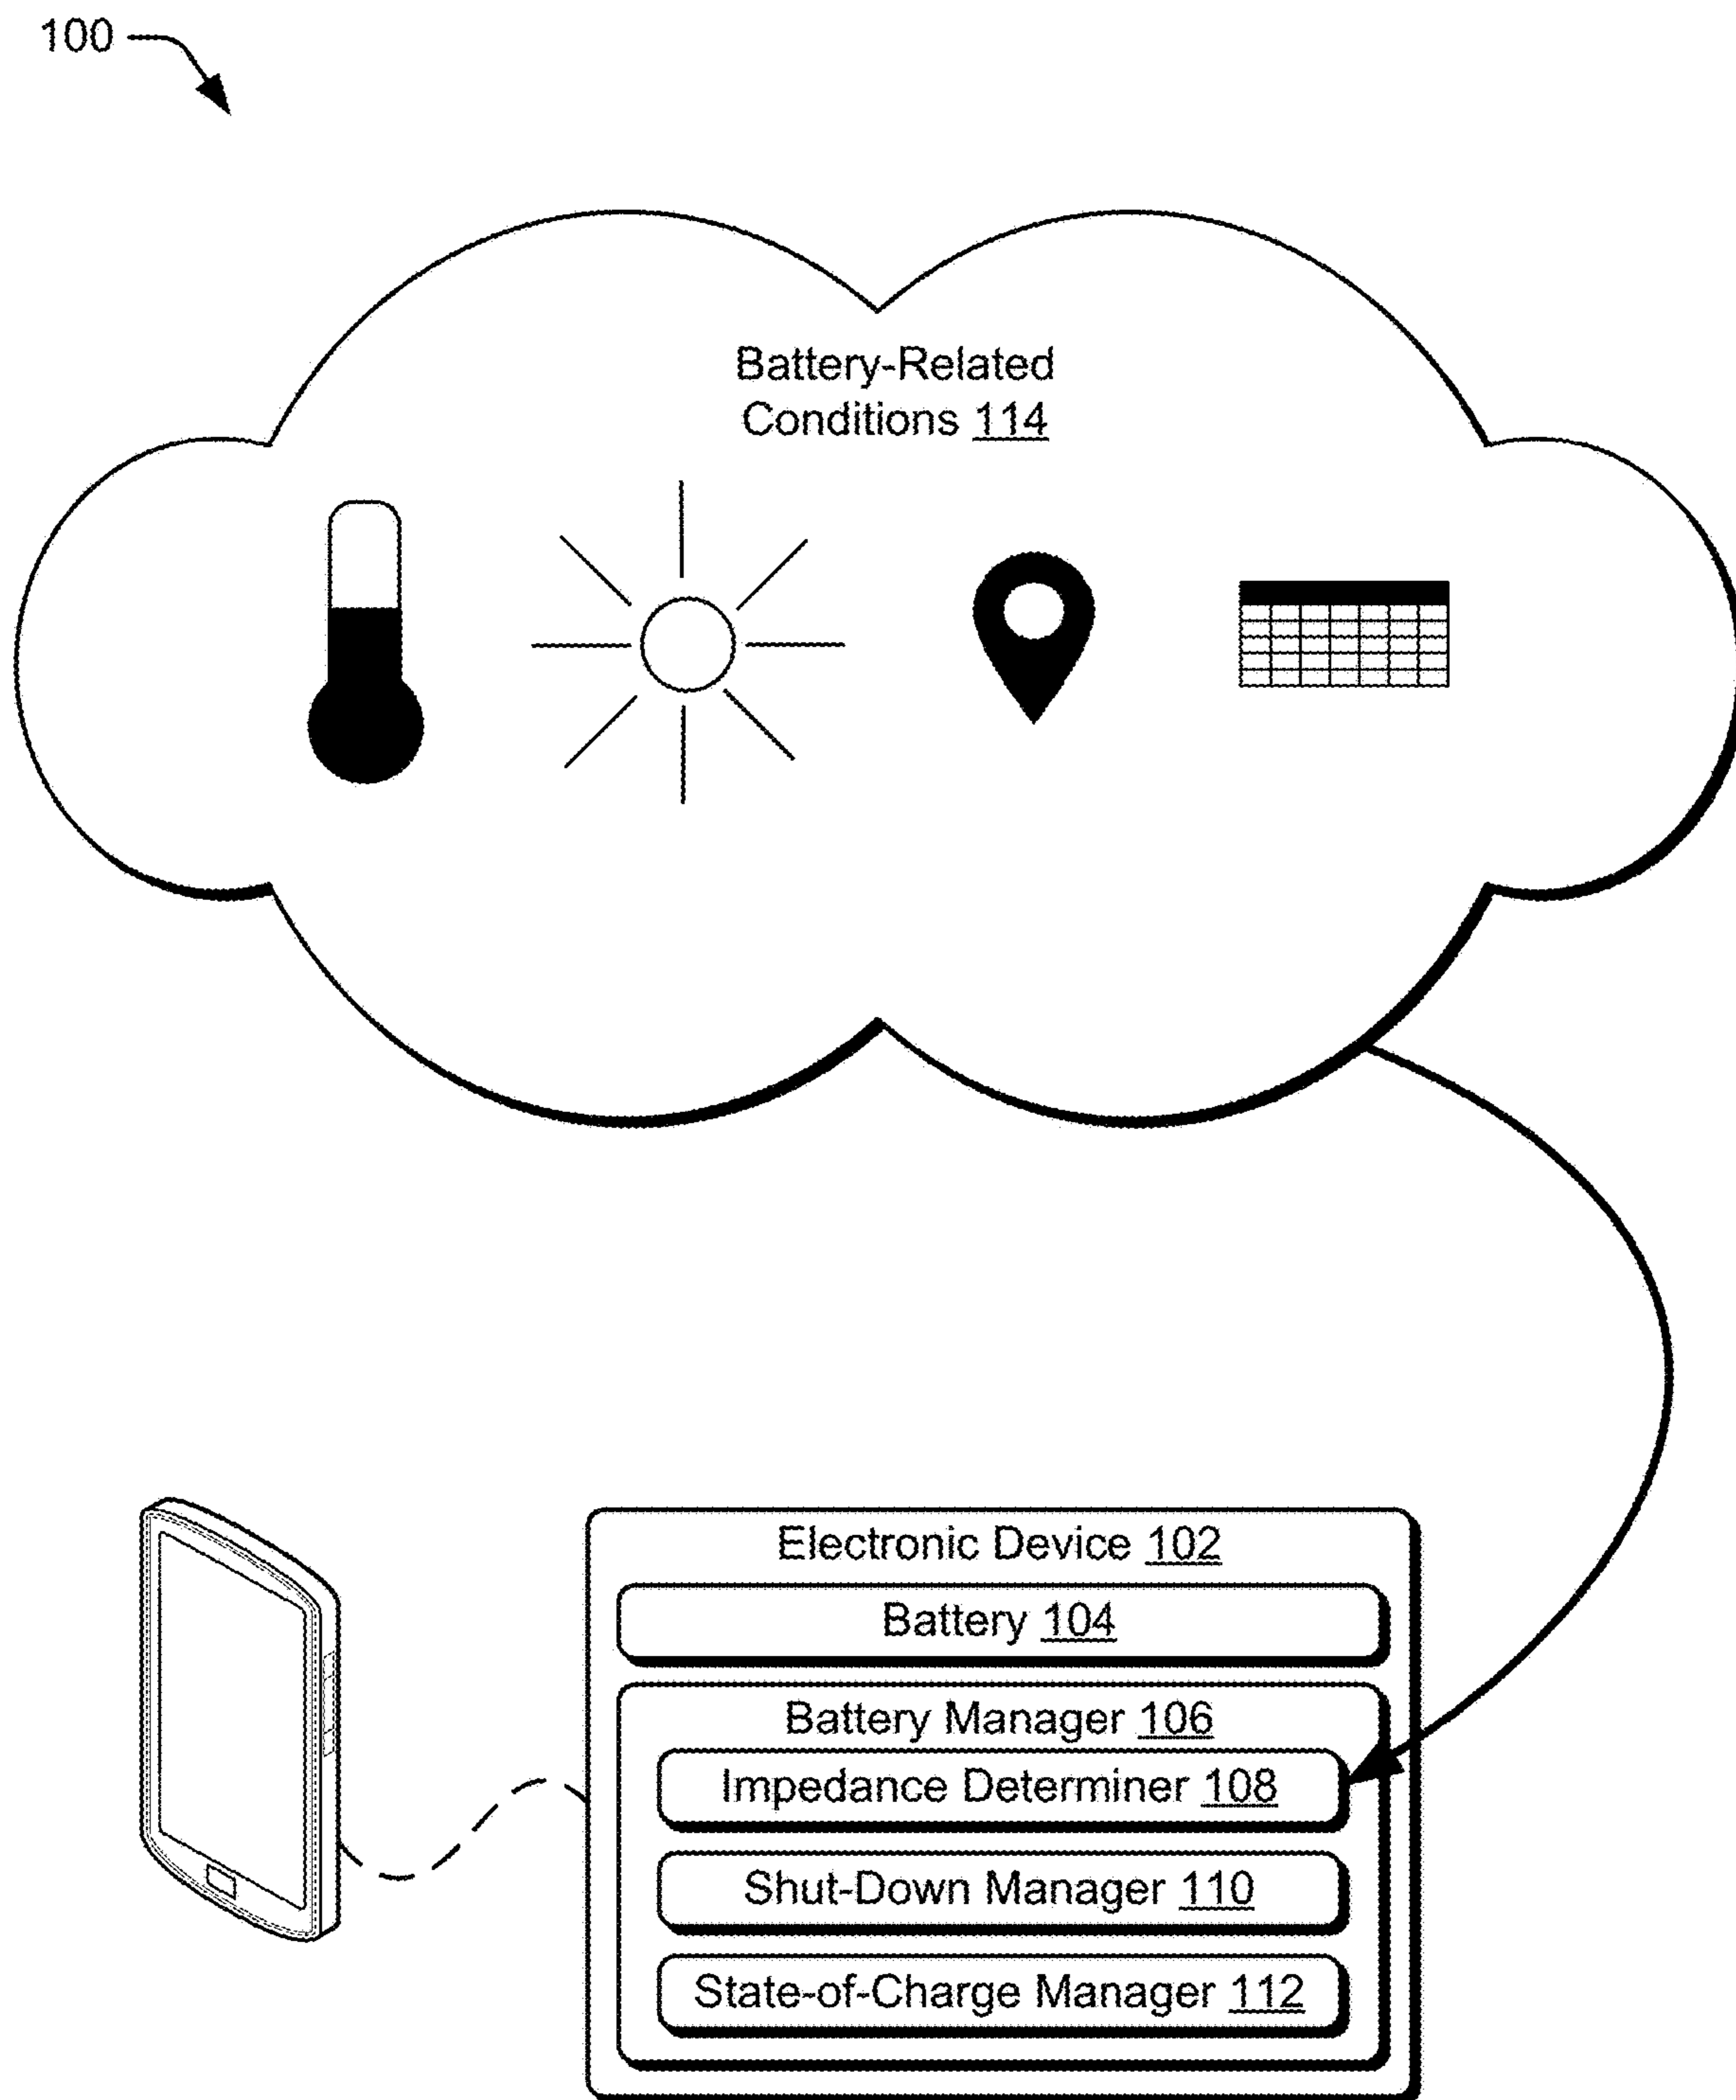 100
Battery-Related
Conditions 114
Electronic Device 102
Battery 104
Battery Manager 106
Impedance Determiner 108
Shut-Down Manager 110
State-of-Charge Manager 112